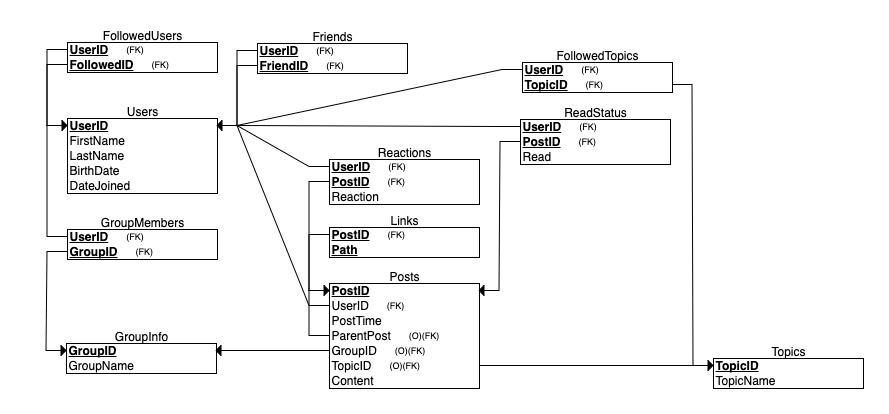 FollowedUsers
UserID (FK)
FollowedID (FK)
Friends
UserID (FK)
FriendID (FK)
FollowedTopics
UserID (FK)
TopicID (FK)
Users
UserID
FirstName
LastName
BirthDate
DateJoined
ReadStatus
UserID (FK)
PostID (FK)
Read
Reactions
UserID (FK)
PostID (FK)
Reaction
GroupMembers
UserID (FK)
GroupID (FK)
Links
PostID (FK)
Path
Posts
PostID
UserID (FK)
PostTime
ParentPost (O)(FK)
GroupID (O)(FK)
TopicID (O)(FK)
Content
GroupInfo
GroupID
GroupName
Topics
TopicID
TopicName